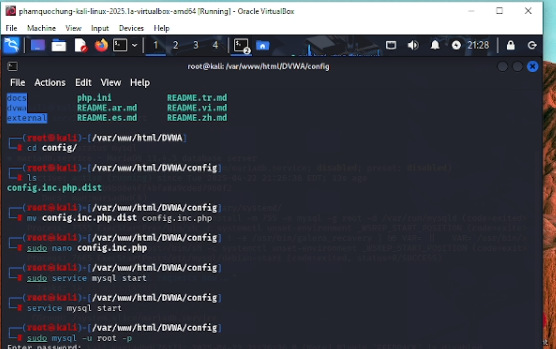 phamquochung-kali-linux-2025.1a-virtualbox-amd64 [Running] - Oracle VirtualBox
File Machine View Input Devices Help
1 2 3 4
21:28
root@kali: /var/www/html/DVWA/config
File Actions Edit View Help
docs php.ini README.tr.md
dvwa README.ar.md README.vi.md
external README.es.md README.zh.md
(root㉿kali)-[/var/www/html/DVWA]
# cd config/
(root㉿kali)-[/var/www/html/DVWA/config]
# ls
config.inc.php.dist
(root㉿kali)-[/var/www/html/DVWA/config]
# mv config.inc.php.dist config.inc.php
(root㉿kali)-[/var/www/html/DVWA/config]
# sudo nano config.inc.php
(root㉿kali)-[/var/www/html/DVWA/config]
# sudo service mysql start
(root㉿kali)-[/var/www/html/DVWA/config]
# service mysql start
(root㉿kali)-[/var/www/html/DVWA/config]
# sudo mysql -u root -p
Enter password: